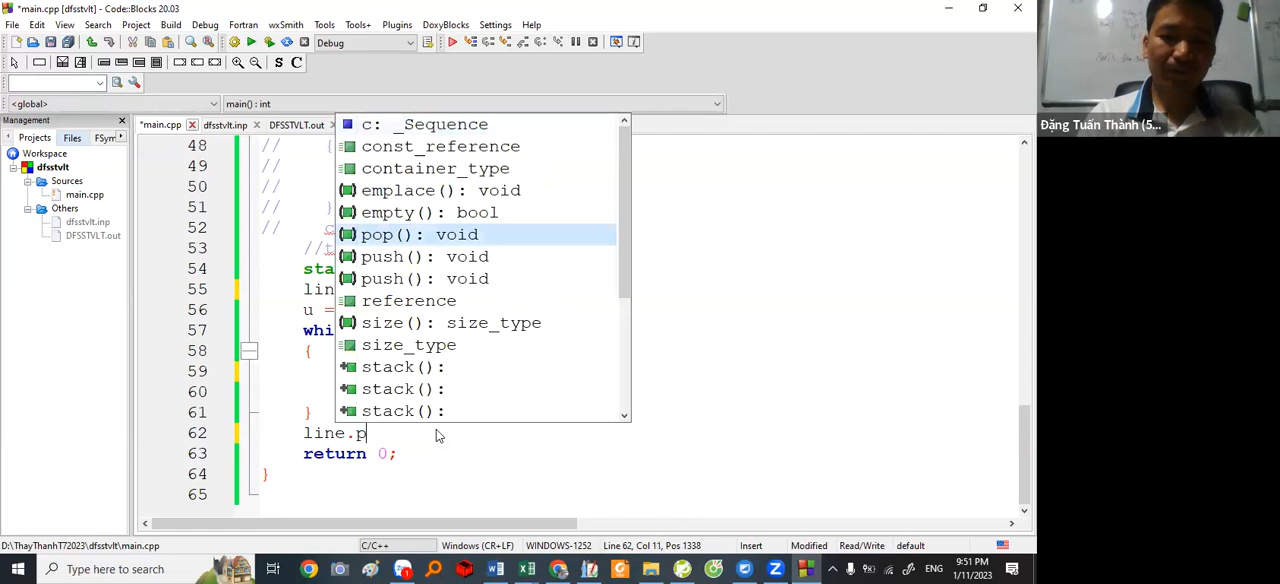 *main.cpp [dfsstvlt] - Code::Blocks 20.03
File Edit View Search Project Build Debug Fortran wxSmith Tools Tools+ Plugins DoxyBlocks Settings Help
Debug
<global>
main() : int
Management
Projects Files FSym
Workspace
dfsstvlt
Sources
main.cpp
Others
dfsstvlt.inp
DFSSTVLT.out
*main.cpp dfsstvlt.inp DFSSTVLT.out
48 //     {
49 //
50 //
51 //     }
52 //
53     //t
54     sta
55     lin
56     u =
57     whi
58     {
59
60
61     }
62     line.p
63     return 0;
64 }
65
c: _Sequence
const_reference
container_type
emplace(): void
empty(): bool
pop(): void
push(): void
push(): void
reference
size(): size_type
size_type
stack():
stack():
stack():
Đặng Tuấn Thành (5...
D:\ThayThanhT72023\dfsstvlt\main.cpp C/C++ Windows (CR+LF) WINDOWS-1252 Line 62, Col 11, Pos 1338 Insert Modified Read/Write default
Type here to search
ENG
9:51 PM
1/11/2023